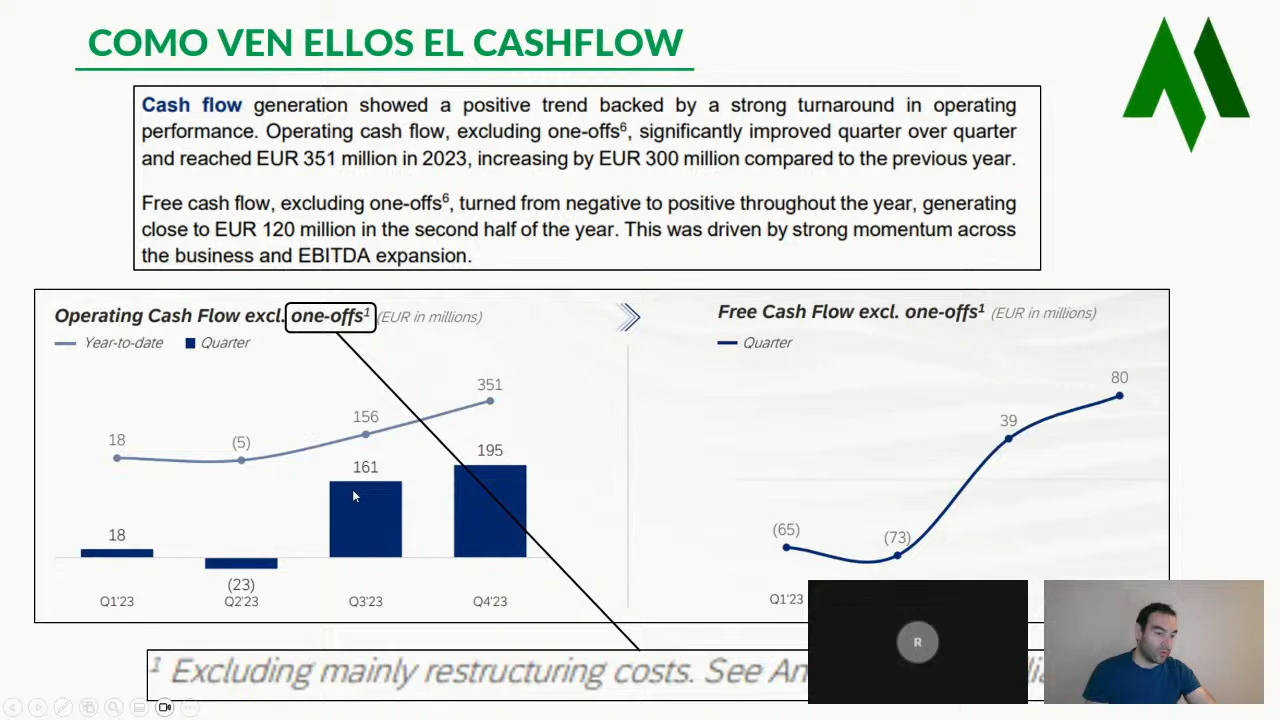 COMO VEN ELLOS EL CASHFLOW
Cash flow generation showed a positive trend backed by a strong turnaround in operating
performance. Operating cash flow, excluding one-offs⁶, significantly improved quarter over quarter
and reached EUR 351 million in 2023, increasing by EUR 300 million compared to the previous year.
Free cash flow, excluding one-offs⁶, turned from negative to positive throughout the year, generating
close to EUR 120 million in the second half of the year. This was driven by strong momentum across
the business and EBITDA expansion.
Operating Cash Flow excl. one-offs¹ (EUR in millions)
Year-to-date Quarter
18 (5) 156 351
18 (23) 161 195
Q1'23 Q2'23 Q3'23 Q4'23
Free Cash Flow excl. one-offs¹ (EUR in millions)
Quarter
(65) (73) 39 80
Q1'23
¹ Excluding mainly restructuring costs. See
R